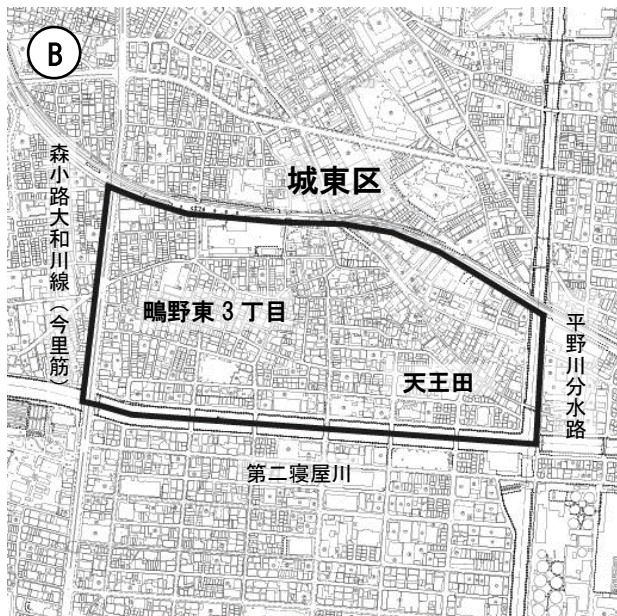 B
城東区
森小路大和川線（今里筋）
鴫野東3丁目
天王田
平野川分水路
第二寝屋川